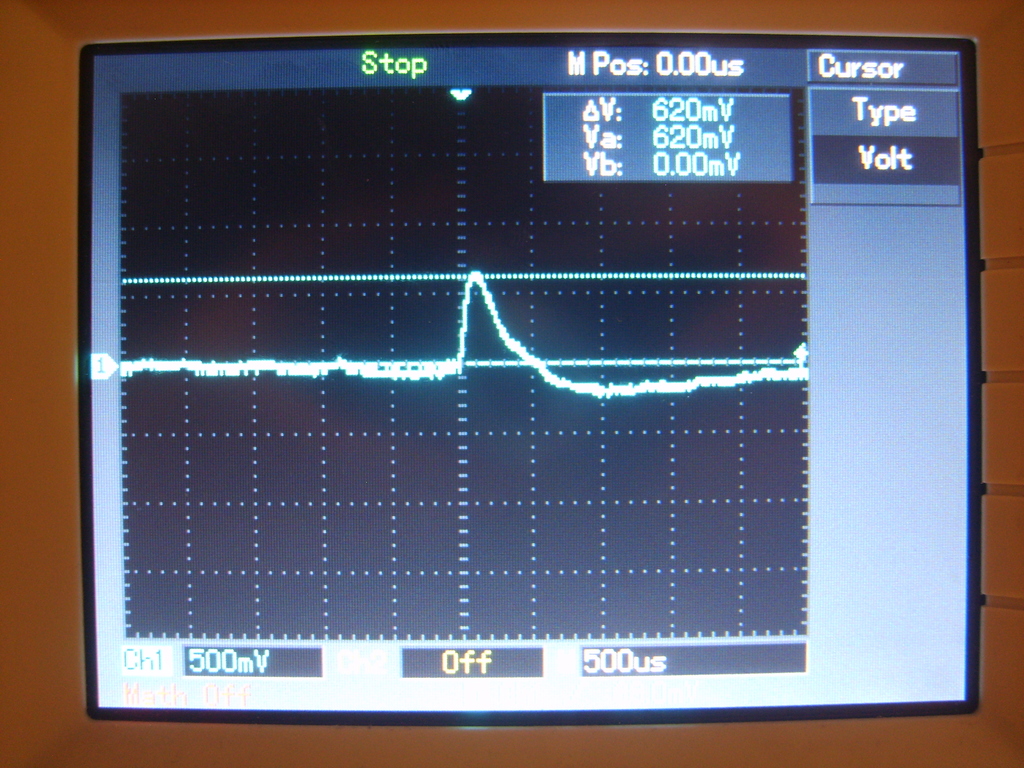 Stop M Pos: 0.00us Cursor
ΔV: 620mV
Va: 620mV
Vb: 0.00mV
Type
Volt
1
Ch1 500mV Ch2 Off 500us
Math Off